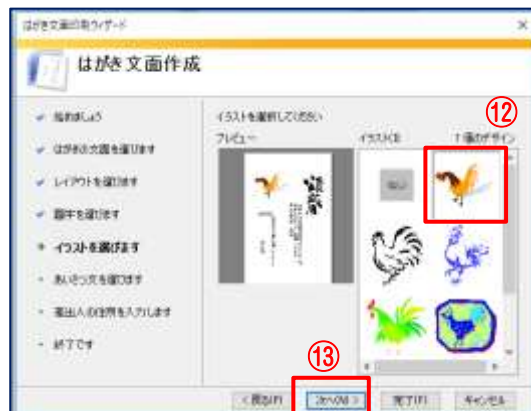 はがき文面印刷ウィザード
はがき文面作成
始めましょう
はがきの文面を選びます
レイアウトを選びます
題字を選びます
イラストを選びます
あいさつ文を選びます
差出人の住所を入力します
終了です
イラストを選択してください
プレビュー
イラスト(I):
⑫
なし
⑬
< 戻る(P)
次へ(N) >
完了(F)
キャンセル